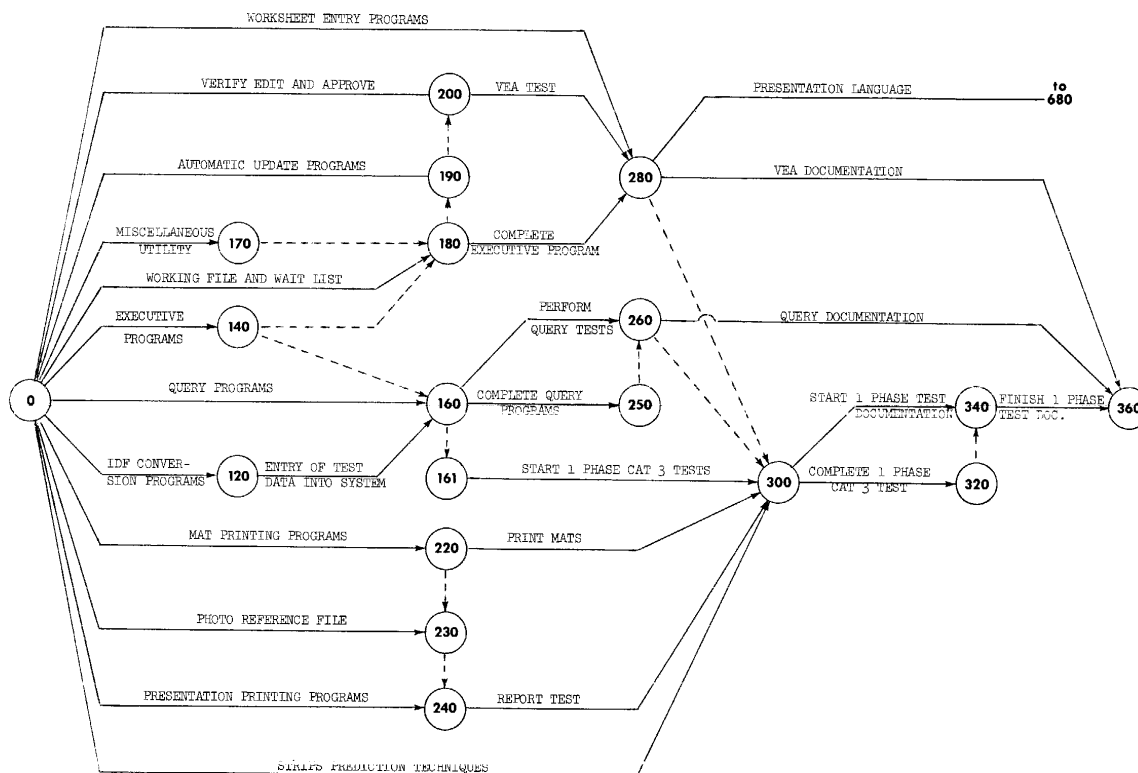 WORKSHEET ENTRY PROGRAMS
to
680
VERIFY EDIT AND APPROVE
200
VEA TEST
PRESENTATION LANGUAGE
AUTOMATIC UPDATE PROGRAMS
190
280
VEA DOCUMENTATION
MISCELLANEOUS
UTILITY
170
180
COMPLETE
EXECUTIVE PROGRAM
WORKING FILE AND WAIT LIST
EXECUTIVE
PROGRAMS
140
PERFORM
QUERY TESTS
260
QUERY DOCUMENTATION
0
QUERY PROGRAMS
160
COMPLETE QUERY
PROGRAMS
250
START 1 PHASE TEST
DOCUMENTATION
340
FINISH 1 PHASE
TEST DOC.
360
IDF CONVER-
SION PROGRAMS
120
ENTRY OF TEST
DATA INTO SYSTEM
161
START 1 PHASE CAT 3 TESTS
300
COMPLETE 1 PHASE
CAT 3 TEST
320
MAT PRINTING PROGRAMS
220
PRINT MATS
PHOTO REFERENCE FILE
230
PRESENTATION PRINTING PROGRAMS
240
REPORT TEST
STRIPS PREDICTION TECHNIQUES